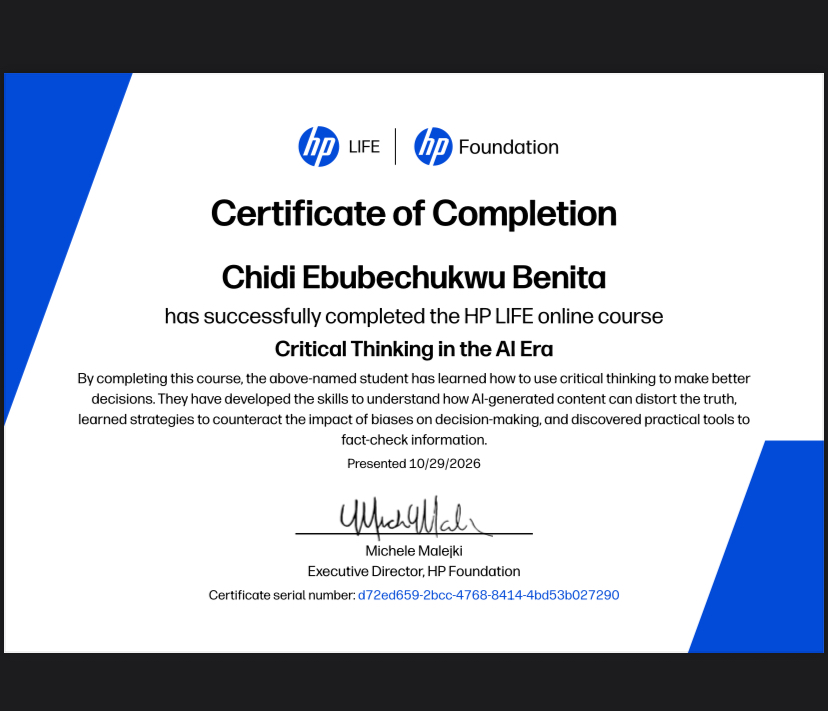 hp LIFE hp Foundation
Certificate of Completion
Chidi Ebubechukwu Benita
has successfully completed the HP LIFE online course
Critical Thinking in the AI Era
By completing this course, the above-named student has learned how to use critical thinking to make better
decisions. They have developed the skills to understand how AI-generated content can distort the truth,
learned strategies to counteract the impact of biases on decision-making, and discovered practical tools to
fact-check information.
Presented 10/29/2026
Michele Malejki
Executive Director, HP Foundation
Certificate serial number: d72ed659-2bcc-4768-8414-4bd53b027290